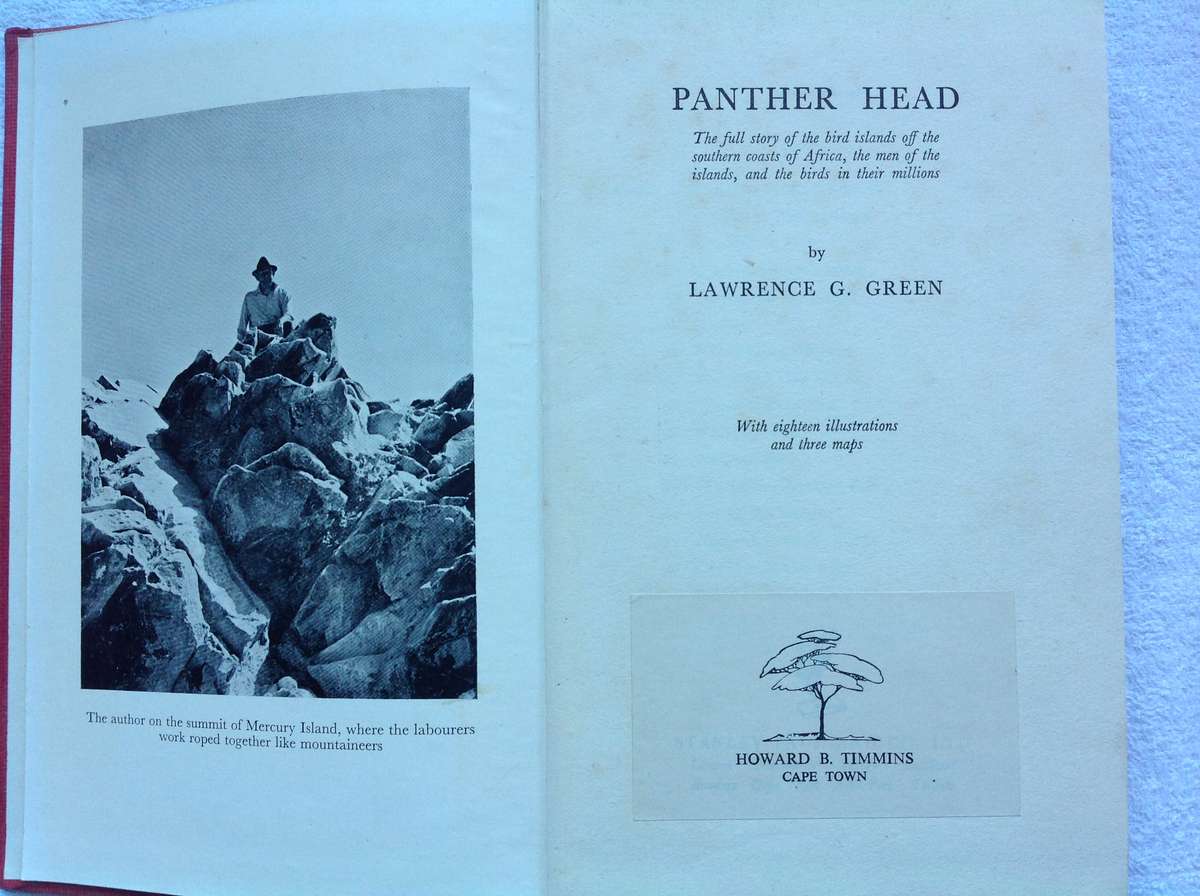 The author on the summit of Mercury Island, where the labourers
work roped together like mountaineers
PANTHER HEAD
The full story of the bird islands off the
southern coasts of Africa, the men of the
islands, and the birds in their millions
by
LAWRENCE G. GREEN
With eighteen illustrations
and three maps
HOWARD B. TIMMINS
CAPE TOWN